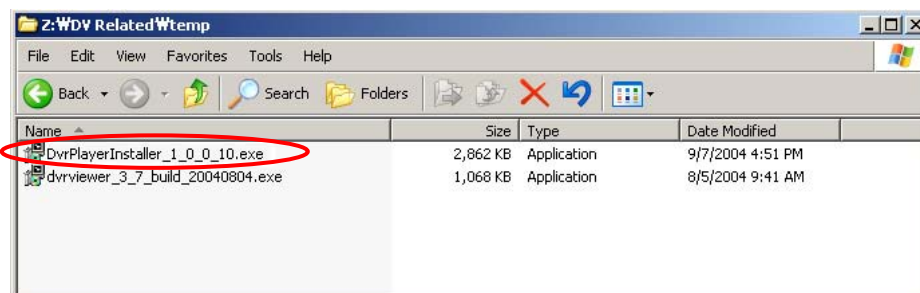 Z:₩DV Related₩temp
File Edit View Favorites Tools Help
Back Search Folders
Name Size Type Date Modified
DvrPlayerInstaller_1_0_0_10.exe 2,862 KB Application 9/7/2004 4:51 PM
dvrviewer_3_7_build_20040804.exe 1,068 KB Application 8/5/2004 9:41 AM